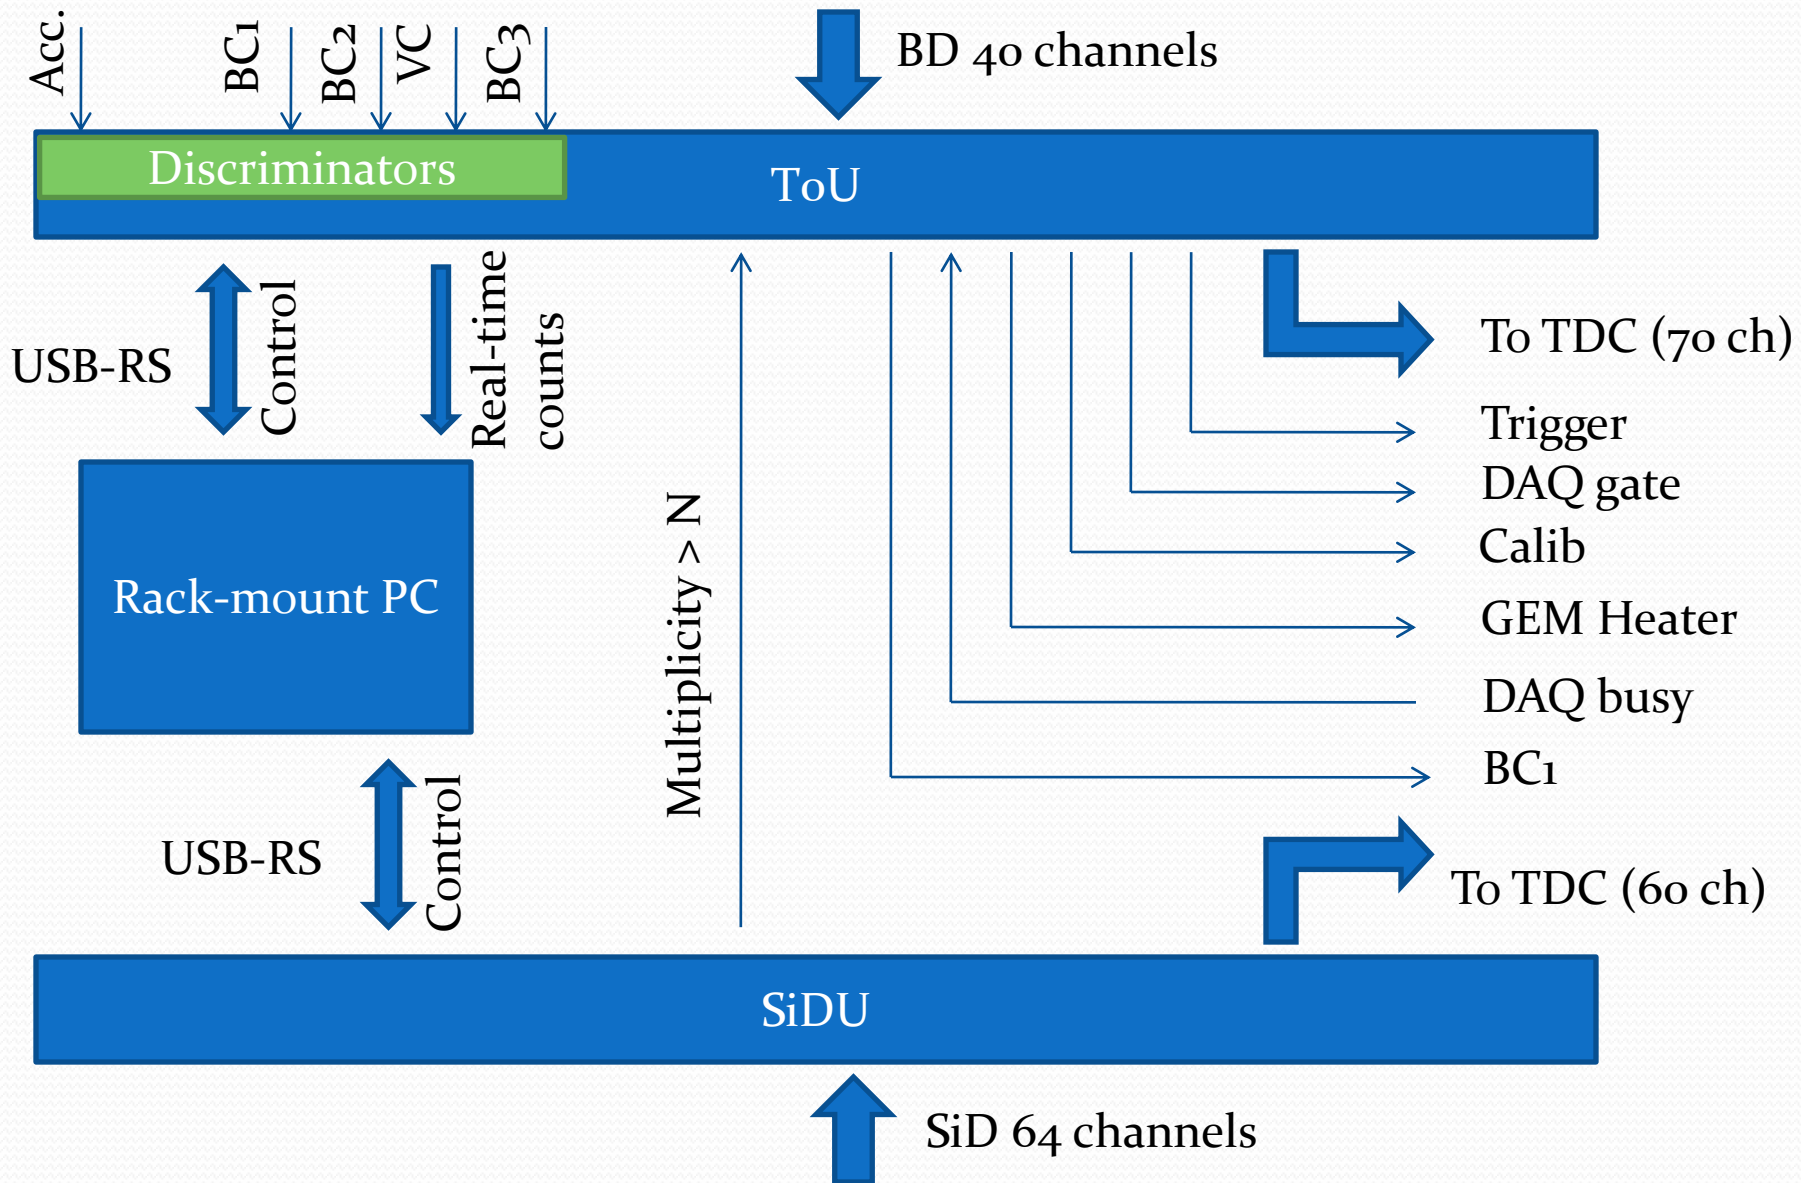 Acc.
BC1
BC2
VC
BC3
BD 40 channels
Discriminators
ToU
USB-RS
Control
Real-time
counts
To TDC (70 ch)
Trigger
DAQ gate
Calib
GEM Heater
DAQ busy
BC1
Rack-mount PC
Multiplicity > N
USB-RS
Control
To TDC (60 ch)
SiDU
SiD 64 channels